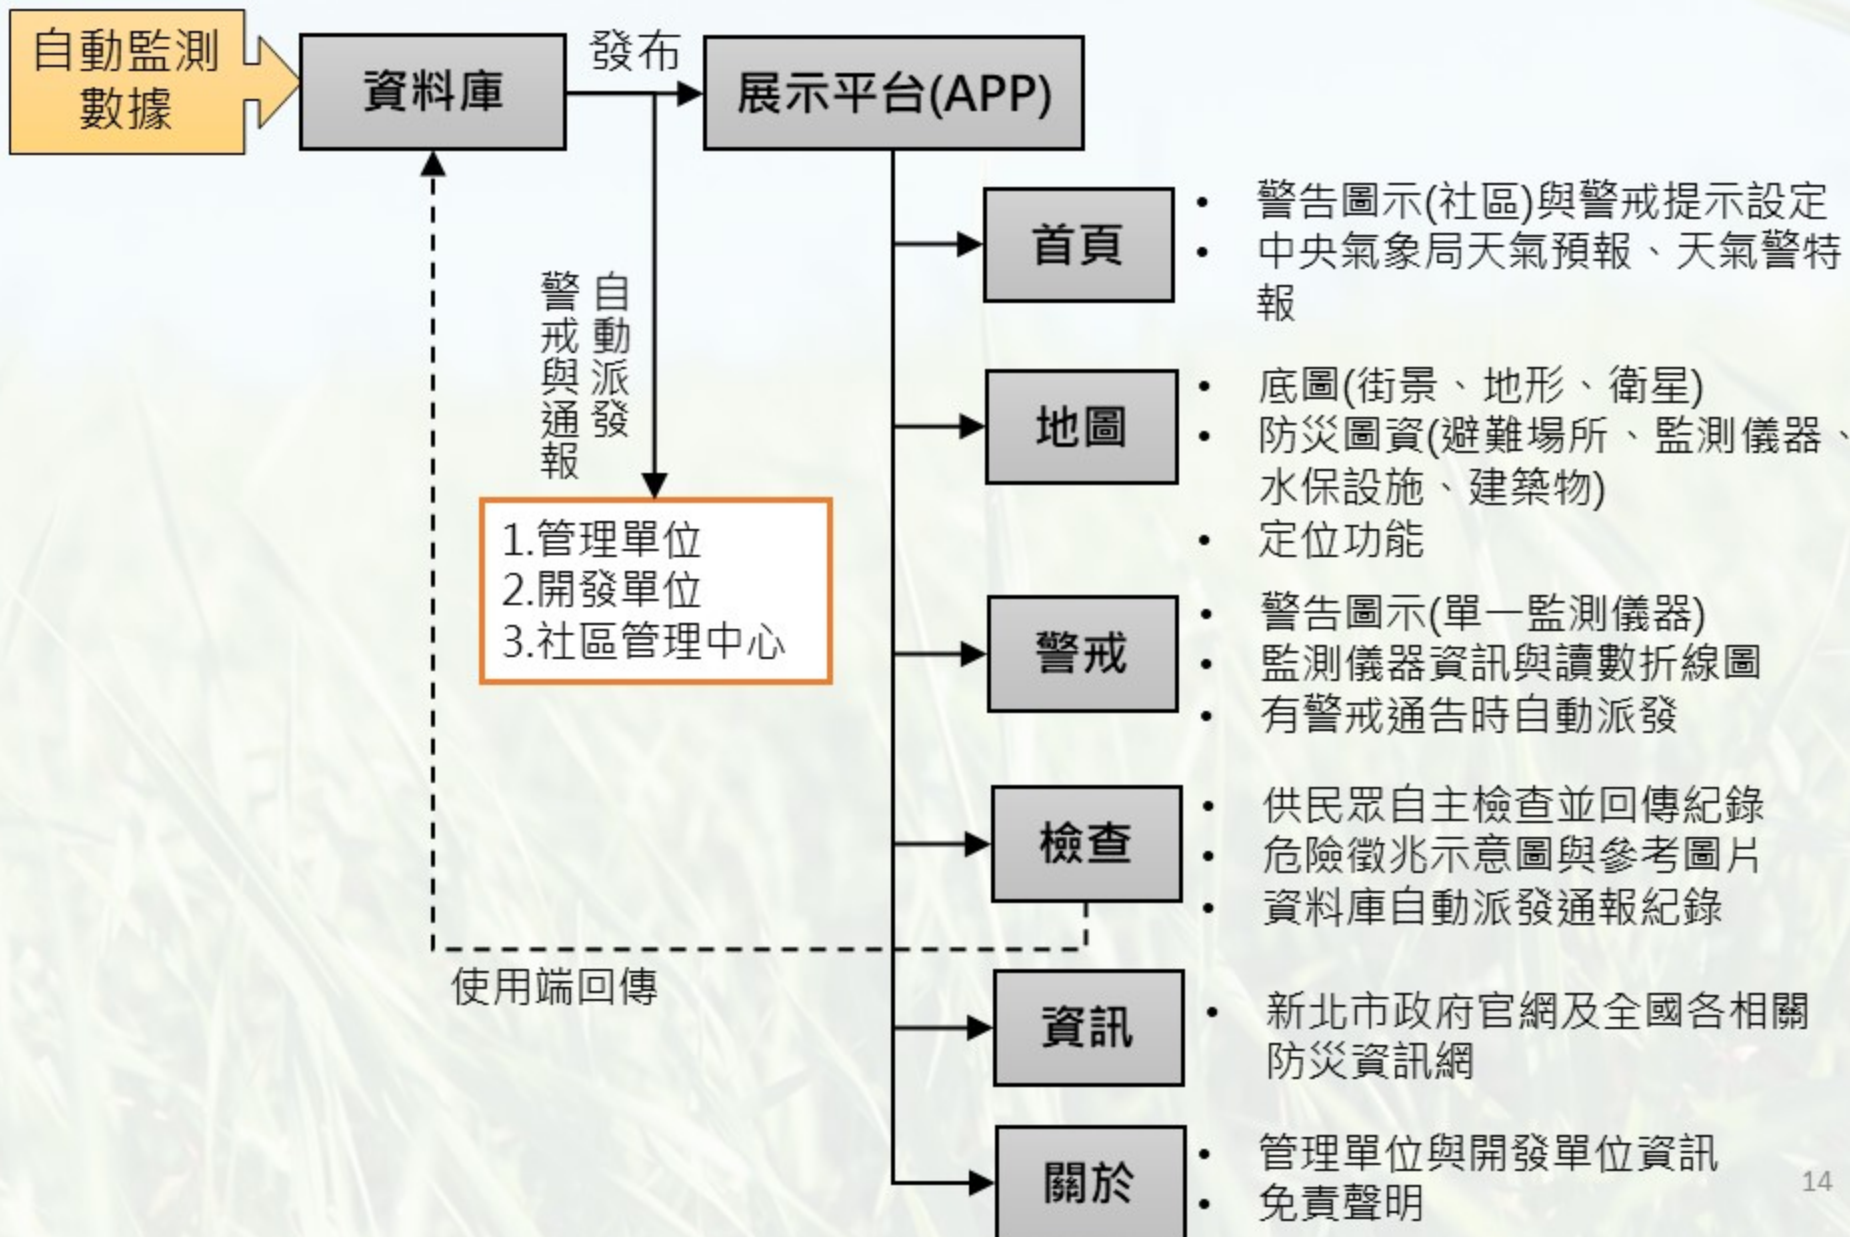 自動監測
數據
資料庫
發布
展示平台(APP)
自動派發
警戒與通報
1.管理單位
2.開發單位
3.社區管理中心
使用端回傳
首頁
• 警告圖示(社區)與警戒提示設定
• 中央氣象局天氣預報、天氣警特
報
地圖
• 底圖(街景、地形、衛星)
• 防災圖資(避難場所、監測儀器、
水保設施、建築物)
• 定位功能
警戒
• 警告圖示(單一監測儀器)
• 監測儀器資訊與讀數折線圖
• 有警戒通告時自動派發
檢查
• 供民眾自主檢查並回傳紀錄
• 危險徵兆示意圖與參考圖片
• 資料庫自動派發通報紀錄
資訊
• 新北市政府官網及全國各相關
防災資訊網
關於
• 管理單位與開發單位資訊
• 免責聲明
14